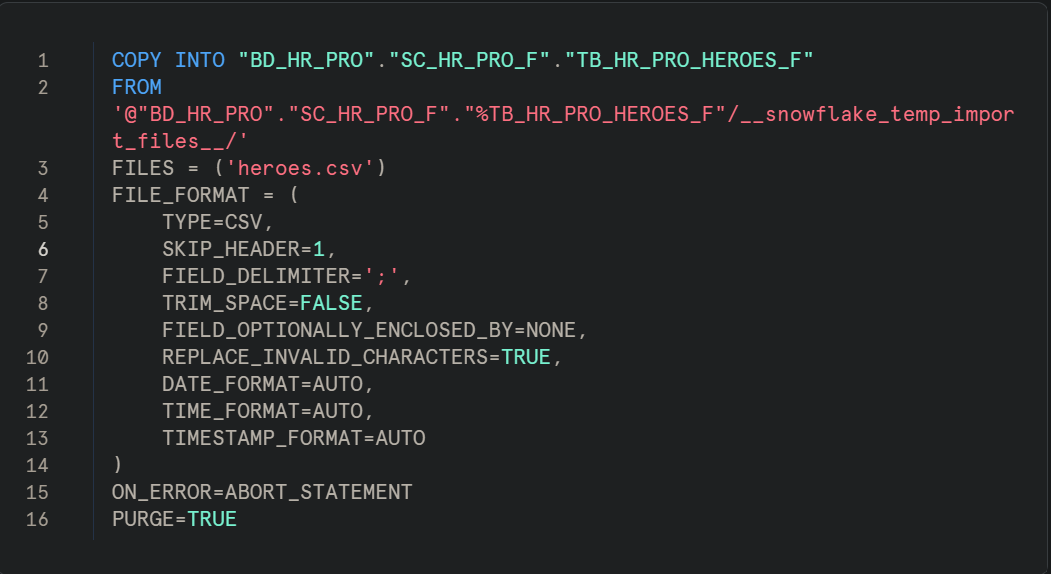 1 COPY INTO "BD_HR_PRO"."SC_HR_PRO_F"."TB_HR_PRO_HEROES_F"
2 FROM
'@"BD_HR_PRO"."SC_HR_PRO_F"."%TB_HR_PRO_HEROES_F"/__snowflake_temp_impor
t_files__/'
3 FILES = ('heroes.csv')
4 FILE_FORMAT = (
5     TYPE=CSV,
6     SKIP_HEADER=1,
7     FIELD_DELIMITER=';',
8     TRIM_SPACE=FALSE,
9     FIELD_OPTIONALLY_ENCLOSED_BY=NONE,
10     REPLACE_INVALID_CHARACTERS=TRUE,
11     DATE_FORMAT=AUTO,
12     TIME_FORMAT=AUTO,
13     TIMESTAMP_FORMAT=AUTO
14 )
15 ON_ERROR=ABORT_STATEMENT
16 PURGE=TRUE